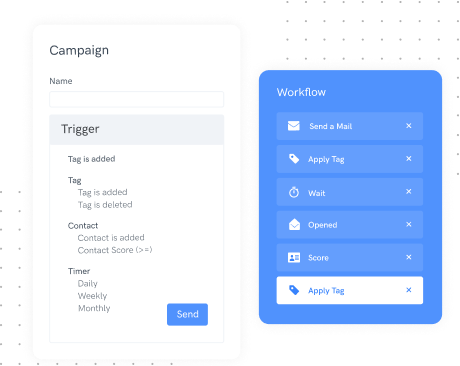 Campaign
Name
Trigger
Tag is added
Tag
Tag is added
Tag is deleted
Contact
Contact is added
Contact Score (>=)
Timer
Daily
Weekly
Monthly
Send
Workflow
Send a Mail ×
Apply Tag ×
Wait ×
Opened ×
Score ×
Apply Tag ×